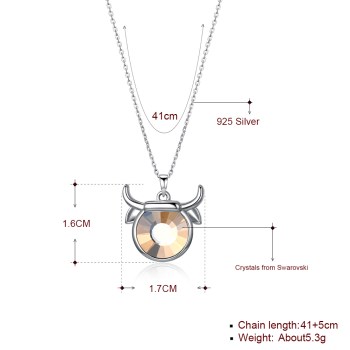 41cm
925 Silver
1.6CM
Crystals from Swarovski
1.7CM
Chain length:41+5cm
Weight: About5.3g